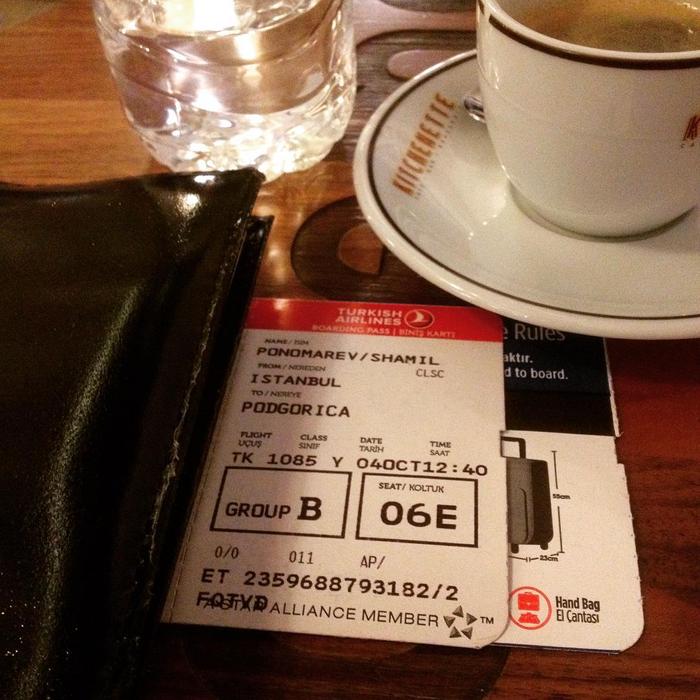 KITCHENETTE
K
TURKISH
AIRLINES
BOARDING PASS | BİNİŞ KARTI
NAME/İSİM
PONOMAREV/SHAMIL
FROM/NEREDEN
CLSC
ISTANBUL
TO/NEREYE
PODGORICA
FLIGHT CLASS DATE TIME
UÇUŞ SINIF TARİH SAAT
TK 1085 Y 04OCT12:40
GROUP B
SEAT/KOLTUK
06E
0/0 011 AP/
ET 2359688793182/2
FQTVD
A STAR ALLIANCE MEMBER ™
e Rules
aktır.
d to board.
55cm
23cm
Hand Bag
El Çantası